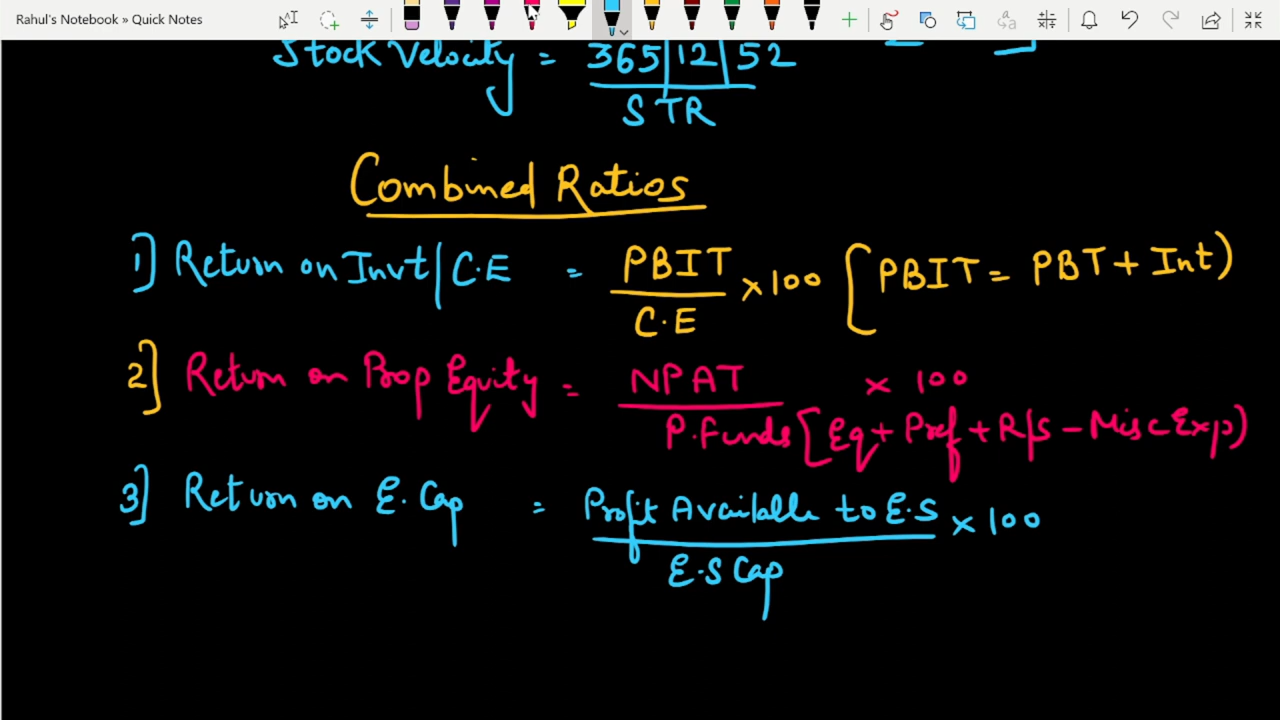 Rahul's Notebook » Quick Notes
Stock Velocity = 365|12|52
STR
Combined Ratios
1] Return on Invt|C.E = PBIT × 100 [PBIT = PBT + Int)
C.E
2] Return on Prop Equity = NPAT × 100
P.Funds [Eq + Pref + R/S - Misc Exp)
3] Return on E. Cap = Profit Available to E.S × 100
E.S Cap